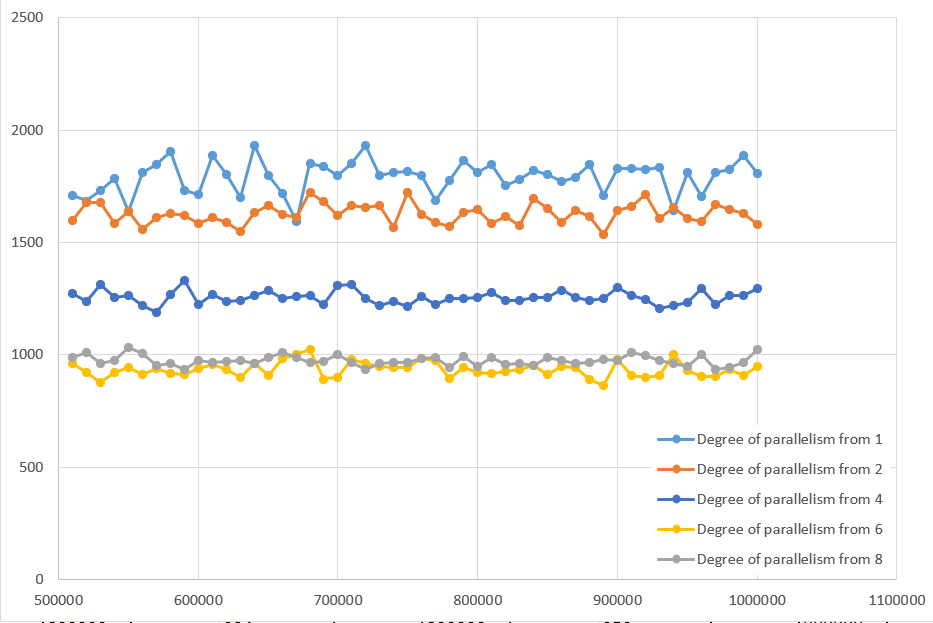 2500
2000
1500
1000
500
0
Degree of parallelism from 1
Degree of parallelism from 2
Degree of parallelism from 4
Degree of parallelism from 6
Degree of parallelism from 8
500000 600000 700000 800000 900000 1000000 1100000